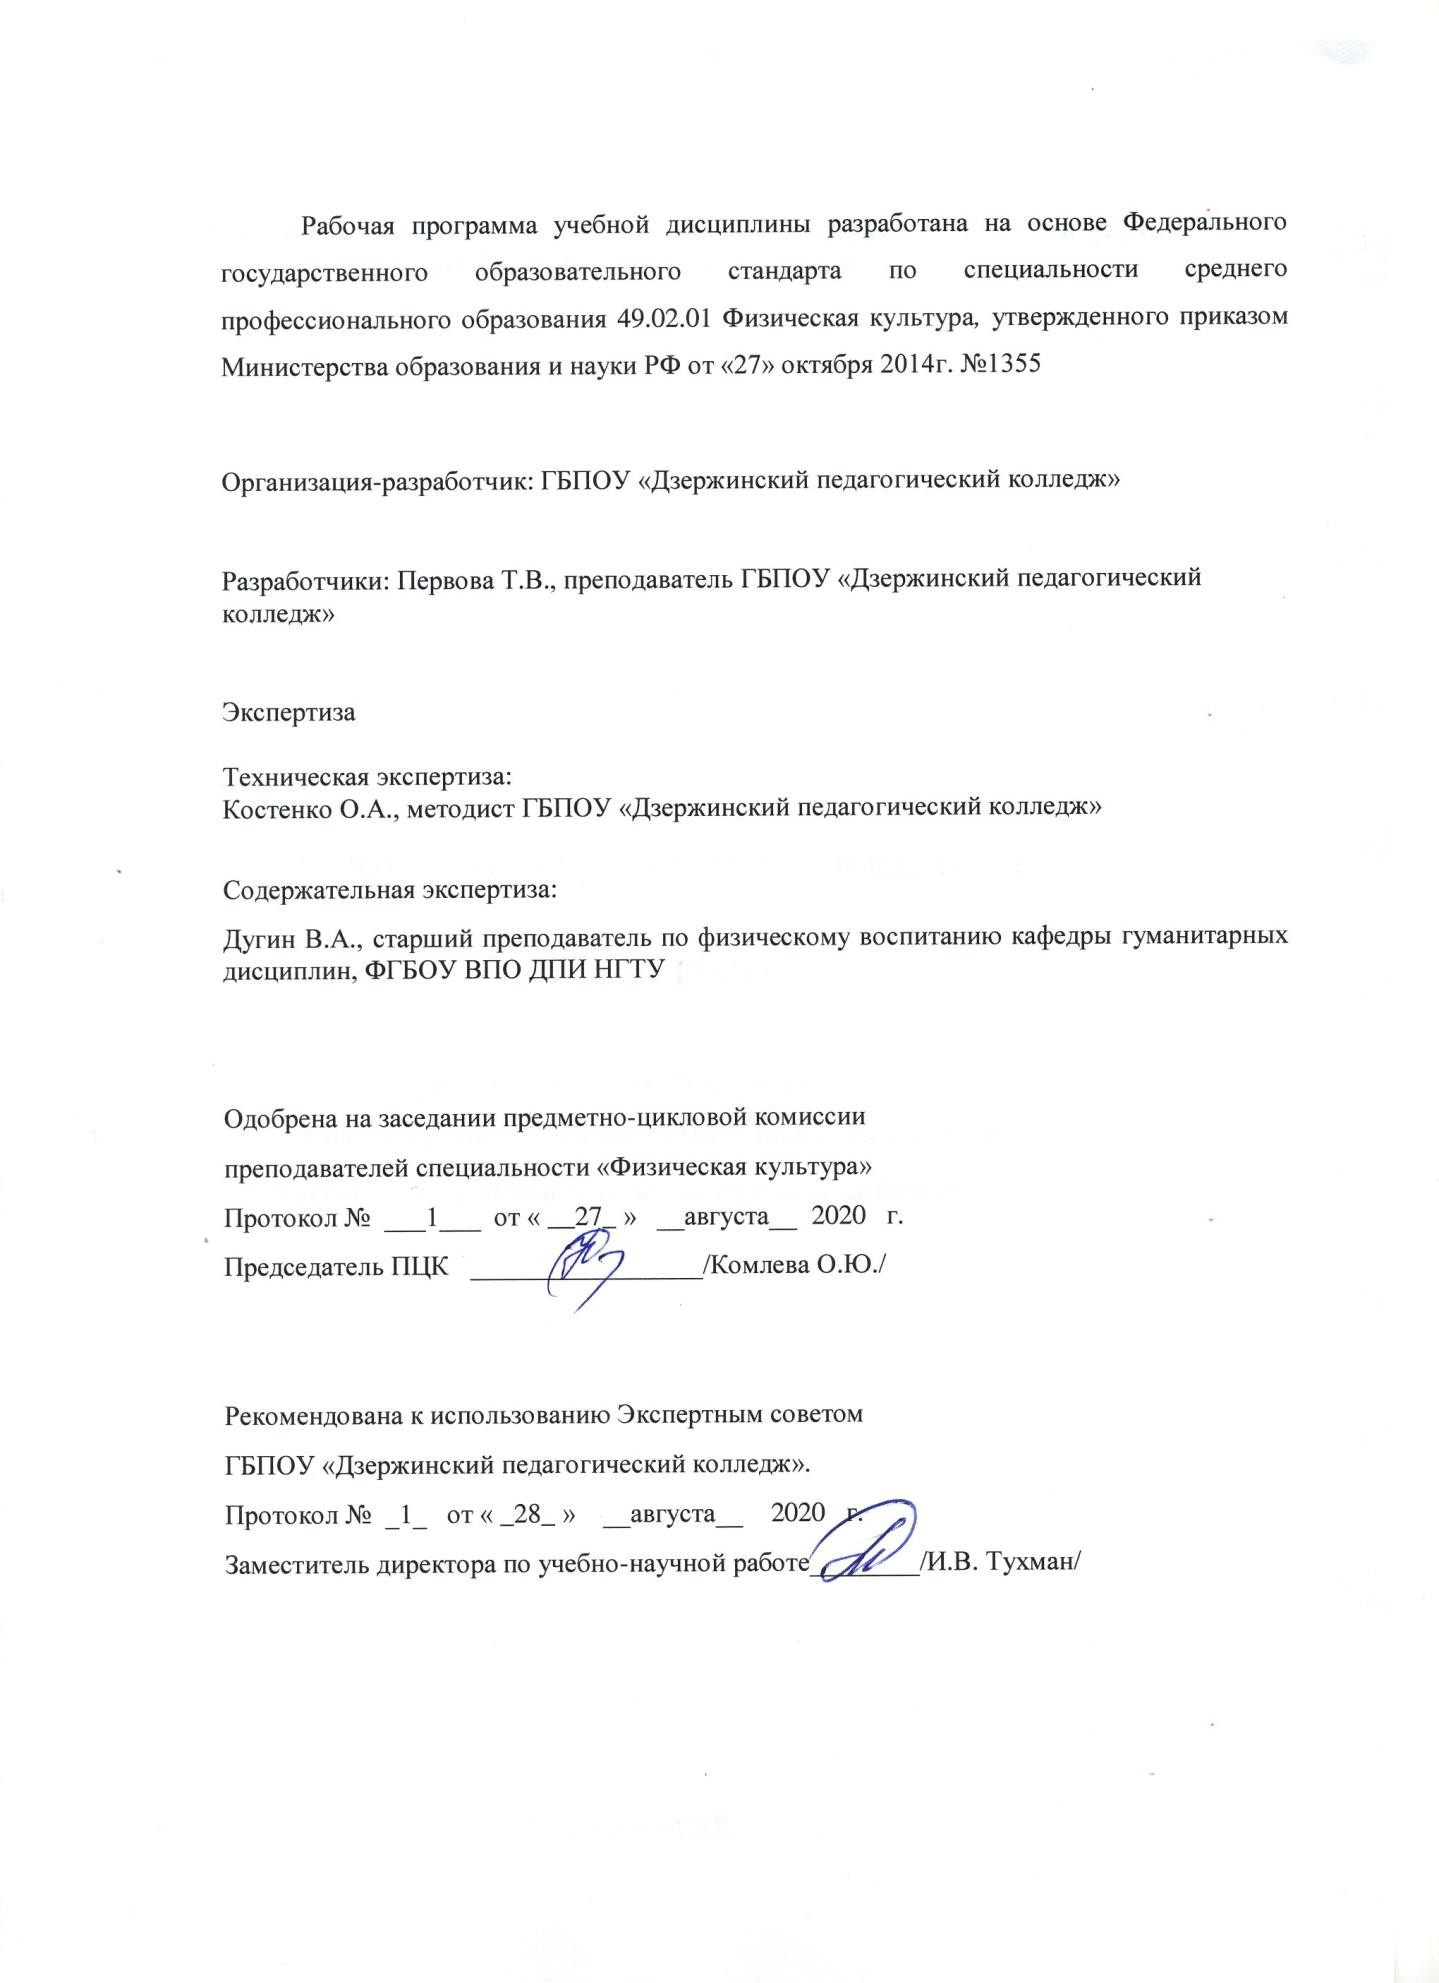 Рабочая программа учебной дисциплины разработана на основе Федерального
государственного образовательного стандарта по специальности среднего
профессионального образования 49.02.01 Физическая культура, утвержденного приказом
Министерства образования и науки РФ от «27» октября 2014г. №1355
Организация-разработчик: ГБПОУ «Дзержинский педагогический колледж»
Разработчики: Первова Т.В., преподаватель ГБПОУ «Дзержинский педагогический
колледж»
Экспертиза
Техническая экспертиза:
Костенко О.А., методист ГБПОУ «Дзержинский педагогический колледж»
Содержательная экспертиза:
Дугин В.А., старший преподаватель по физическому воспитанию кафедры гуманитарных
дисциплин, ФГБОУ ВПО ДПИ НГТУ
Одобрена на заседании предметно-цикловой комиссии
преподавателей специальности «Физическая культура»
Протокол № ___1___ от « __27_ » __августа__ 2020 г.
Председатель ПЦК _________________/Комлева О.Ю./
Рекомендована к использованию Экспертным советом
ГБПОУ «Дзержинский педагогический колледж».
Протокол № _1_ от « _28_ » __августа__ 2020 г.
Заместитель директора по учебно-научной работе________/И.В. Тухман/